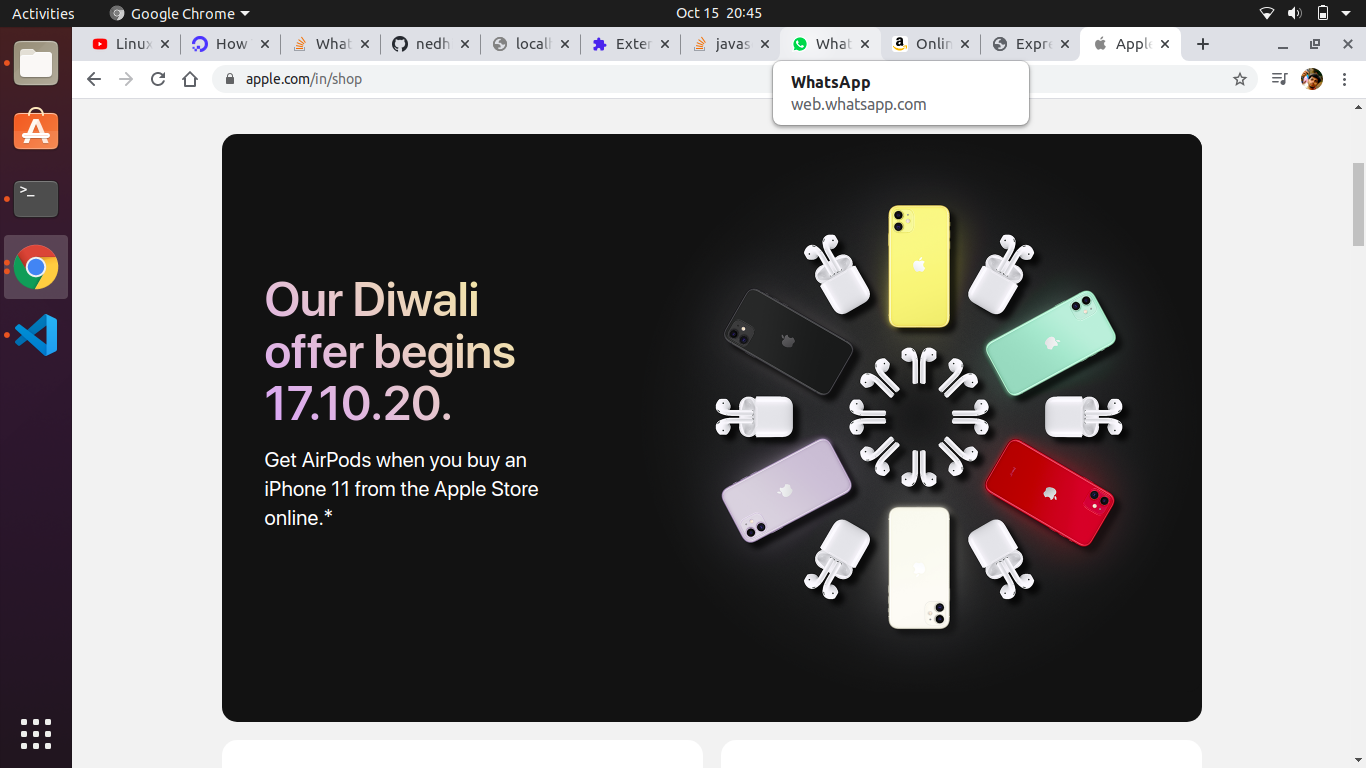 Activities
Google Chrome
Oct 15 20:45
Linux
How
What
nedh
local
Exter
javas
What
Onlin
Expre
Apple
apple.com/in/shop
WhatsApp
web.whatsapp.com
Our Diwali
offer begins
17.10.20.
Get AirPods when you buy an
iPhone 11 from the Apple Store
online.*